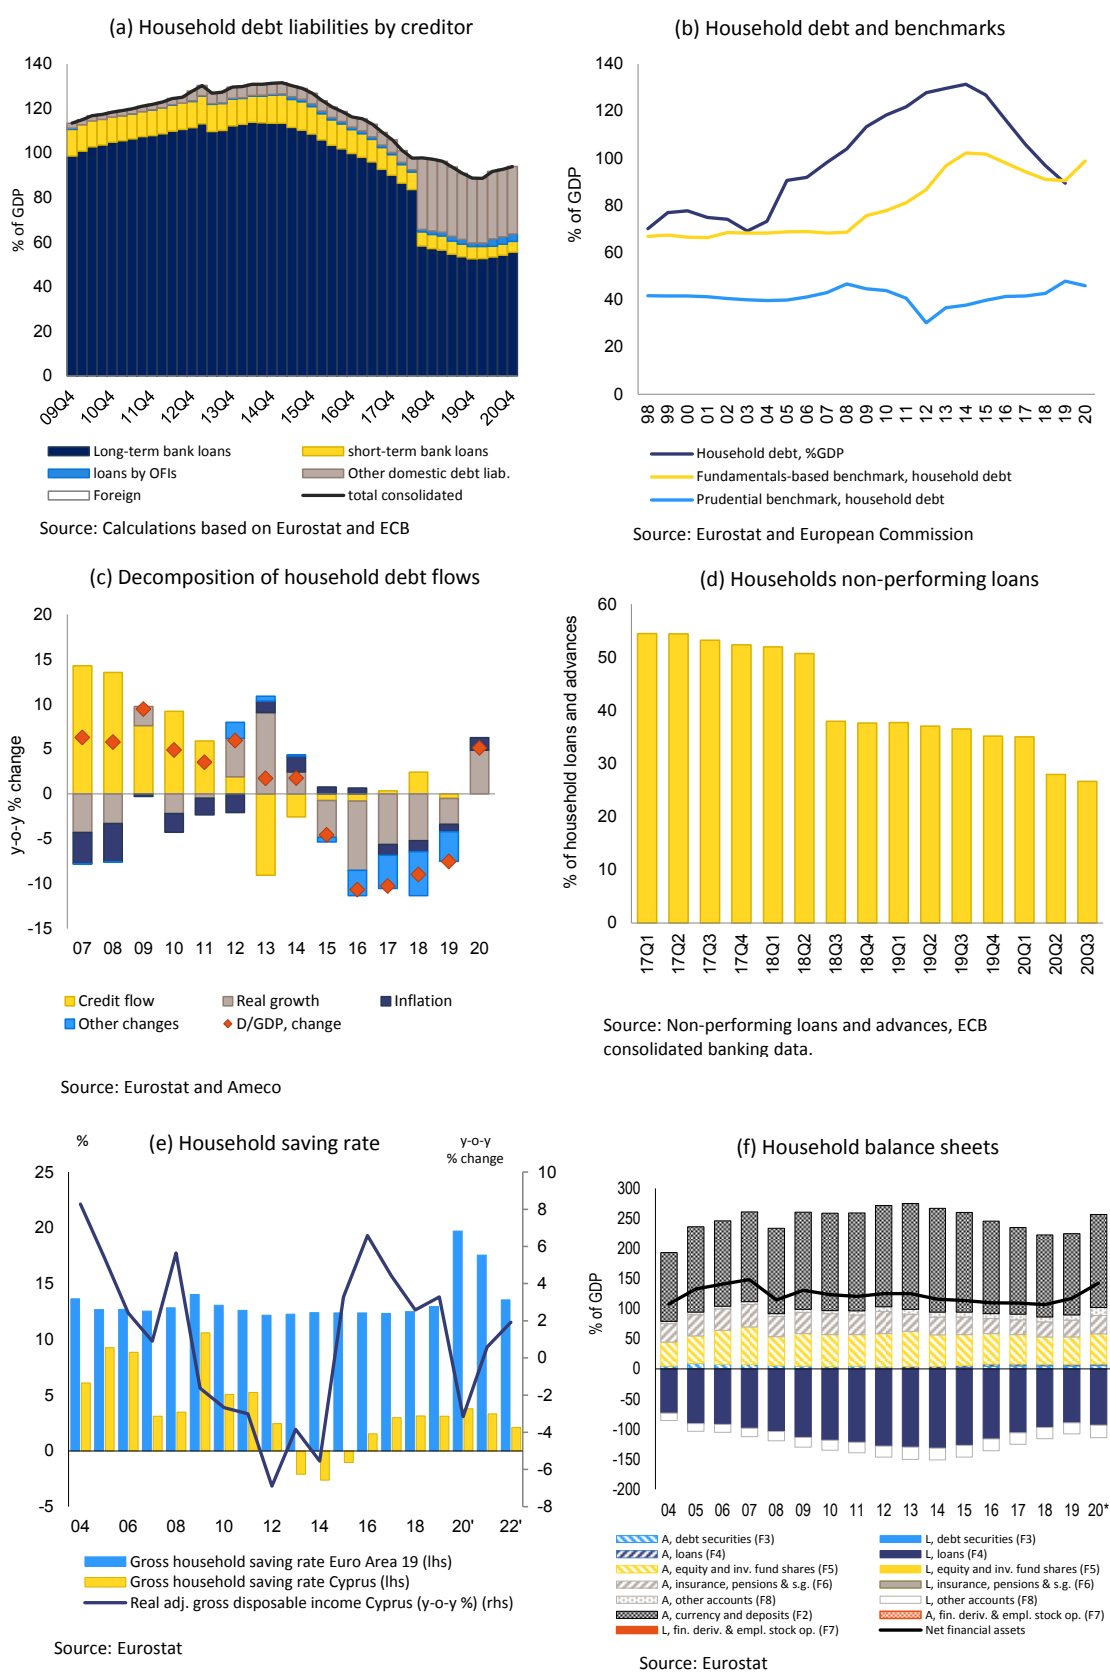 (a) Household debt liabilities by creditor
140
120
100
80
60
40
20
0
% of GDP
09Q4
10Q4
11Q4
12Q4
13Q4
14Q4
15Q4
16Q4
17Q4
18Q4
19Q4
20Q4
Long-term bank loans
short-term bank loans
loans by OFIs
Other domestic debt liab.
Foreign
total consolidated
Source: Calculations based on Eurostat and ECB
(b) Household debt and benchmarks
140
120
100
80
60
40
20
0
% of GDP
98 99 00 01 02 03 04 05 06 07 08 09 10 11 12 13 14 15 16 17 18 19 20
Household debt, %GDP
Fundamentals-based benchmark, household debt
Prudential benchmark, household debt
Source: Eurostat and European Commission
(c) Decomposition of household debt flows
20
15
10
5
0
-5
-10
-15
y-o-y % change
07 08 09 10 11 12 13 14 15 16 17 18 19 20
Credit flow
Real growth
Inflation
Other changes
D/GDP, change
Source: Eurostat and Ameco
(d) Households non-performing loans
60
50
40
30
20
10
0
% of household loans and advances
17Q1
17Q2
17Q3
17Q4
18Q1
18Q2
18Q3
18Q4
19Q1
19Q2
19Q3
19Q4
20Q1
20Q2
20Q3
Source: Non-performing loans and advances, ECB
consolidated banking data.
(e) Household saving rate
%
y-o-y
% change
25
20
15
10
5
0
-5
10
8
6
4
2
0
-2
-4
-6
-8
04 06 08 10 12 14 16 18 20' 22'
Gross household saving rate Euro Area 19 (lhs)
Gross household saving rate Cyprus (lhs)
Real adj. gross disposable income Cyprus (y-o-y %) (rhs)
Source: Eurostat
(f) Household balance sheets
300
250
200
150
100
50
0
-50
-100
-150
-200
% of GDP
04 05 06 07 08 09 10 11 12 13 14 15 16 17 18 19 20*
A, debt securities (F3)
L, debt securities (F3)
A, loans (F4)
L, loans (F4)
A, equity and inv. fund shares (F5)
L, equity and inv. fund shares (F5)
A, insurance, pensions & s.g. (F6)
L, insurance, pensions & s.g. (F6)
A, other accounts (F8)
L, other accounts (F8)
A, currency and deposits (F2)
A, fin. deriv. & empl. stock op. (F7)
L, fin. deriv. & empl. stock op. (F7)
Net financial assets
Source: Eurostat